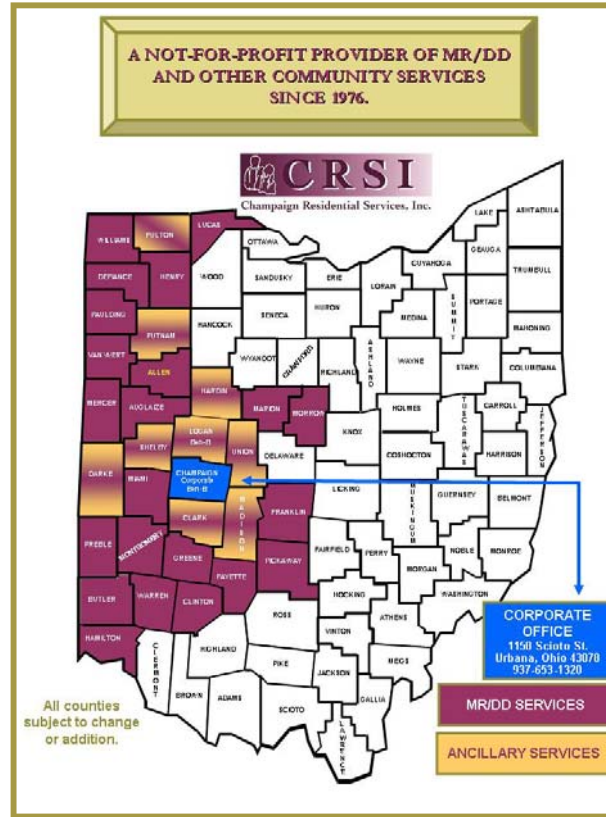 A NOT-FOR-PROFIT PROVIDER OF MR/DD
AND OTHER COMMUNITY SERVICES
SINCE 1976.
CRSI
Champaign Residential Services, Inc.
WILLIAMS
FULTON
LUCAS
OTTAWA
LAKE
ASHTABULA
GEAUGA
CUYAHOGA
DEFIANCE
HENRY
WOOD
SANDUSKY
ERIE
LORAIN
TRUMBULL
PORTAGE
SUMMIT
PAULDING
PUTNAM
HANCOCK
SENECA
HURON
MEDINA
MAHONING
VAN WERT
ALLEN
WYANDOT
CRAWFORD
RICHLAND
ASHLAND
WAYNE
STARK
COLUMBIANA
MERCER
AUGLAIZE
HARDIN
MARION
MORROW
HOLMES
TUSCARAWAS
CARROLL
JEFFERSON
LOGAN
SHELBY
UNION
DELAWARE
KNOX
COSHOCTON
HARRISON
DARKE
MIAMI
CHAMPAIGN
Corporate
LICKING
MUSKINGUM
GUERNSEY
BELMONT
CLARK
MADISON
FRANKLIN
PREBLE
MONTGOMERY
GREENE
FAYETTE
PICKAWAY
FAIRFIELD
PERRY
MORGAN
NOBLE
MONROE
BUTLER
WARREN
CLINTON
HOCKING
WASHINGTON
ROSS
ATHENS
HAMILTON
CLERMONT
HIGHLAND
VINTON
PIKE
JACKSON
MEGS
BROWN
ADAMS
SCIOTO
GALLIA
LAWRENCE
CORPORATE
OFFICE
1150 Scioto St.
Urbana, Ohio 43078
937-653-1320
All counties
subject to change
or addition.
MR/DD SERVICES
ANCILLARY SERVICES